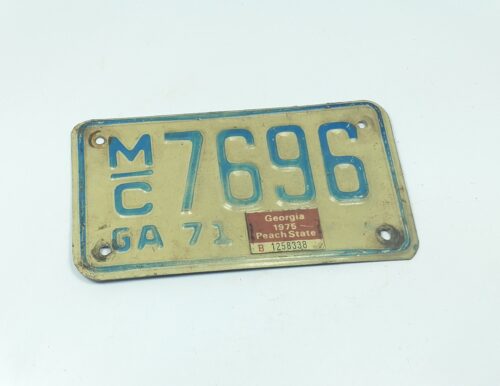 M/C 7696
GA 71
Georgia
1975
Peach State
B 1258338